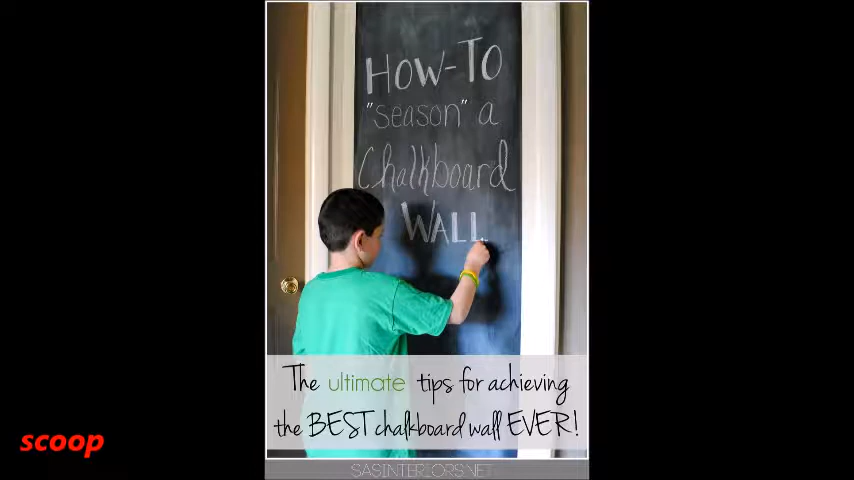 HOW-TO
"season" a
Chalkboard
WALL
The ultimate tips for achieving
the BEST chalkboard wall EVER!
scoop
SASINTERIORS.NET